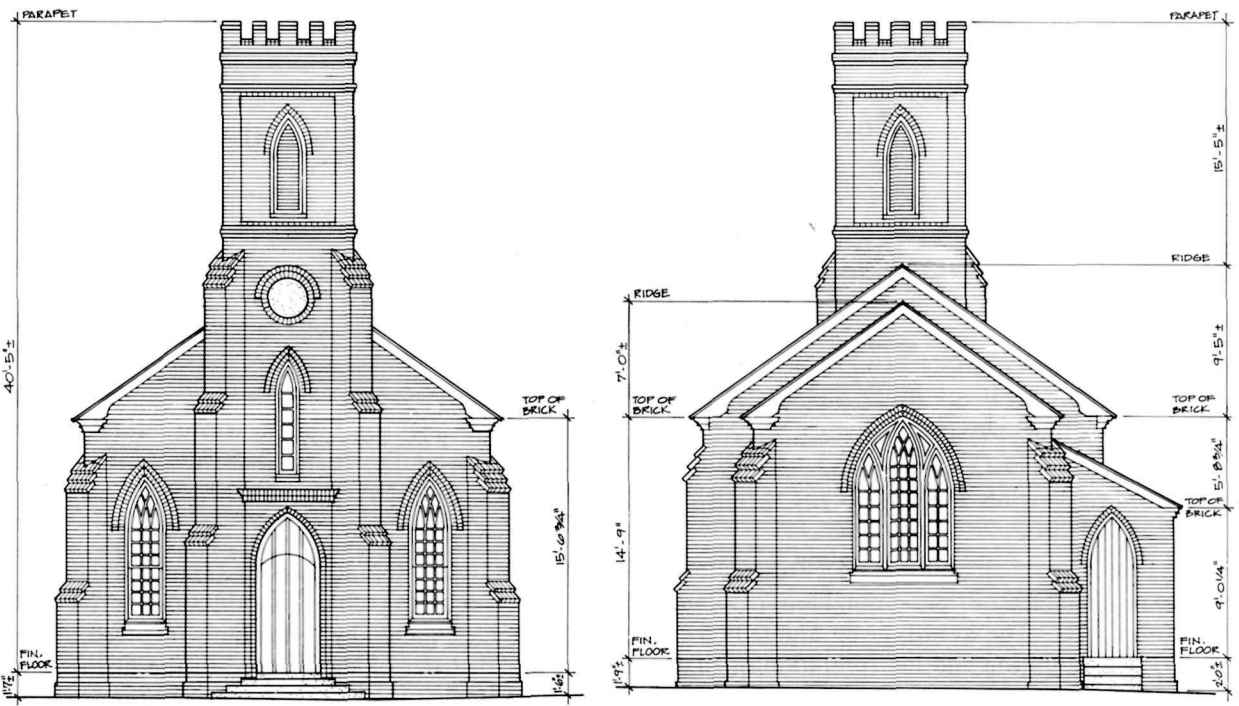 PARAPET
40'-5"±
TOP OF
BRICK
15'-6 3/4"
FIN.
FLOOR
1'-7"±
1'-6"±
PARAPET
15'-5"±
RIDGE
RIDGE
7'-0"±
9'-5"±
TOP OF
BRICK
TOP OF
BRICK
5'-8 3/4"
TOP OF
BRICK
14'-9"
9'-0 1/4"
FIN.
FLOOR
FIN.
FLOOR
1'-9"±
2'-0"±